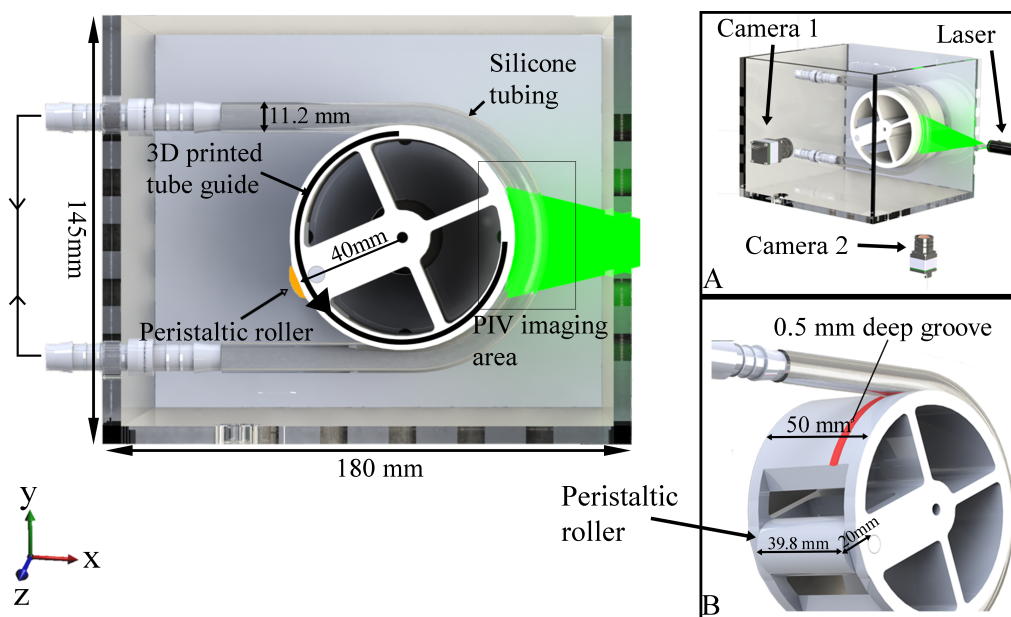 Silicone
tubing
11.2 mm
3D printed
tube guide
145mm
40mm
Peristaltic roller
PIV imaging
area
180 mm
y
x
z
Camera 1
Laser
Camera 2
A
0.5 mm deep groove
50 mm
Peristaltic
roller
39.8 mm
20mm
B